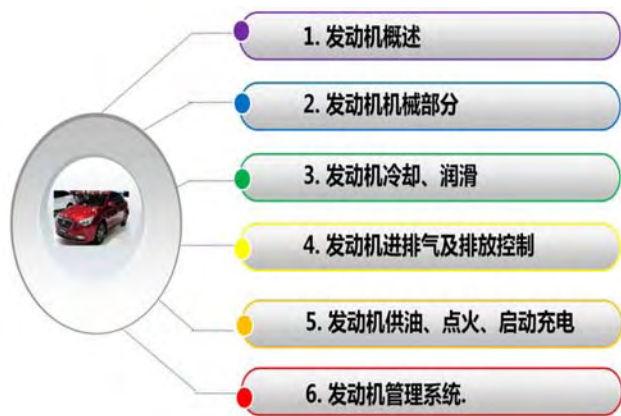 1. 发动机概述
2. 发动机机械部分
3. 发动机冷却、润滑
4. 发动机进排气及排放控制
5. 发动机供油、点火、启动充电
6. 发动机管理系统.